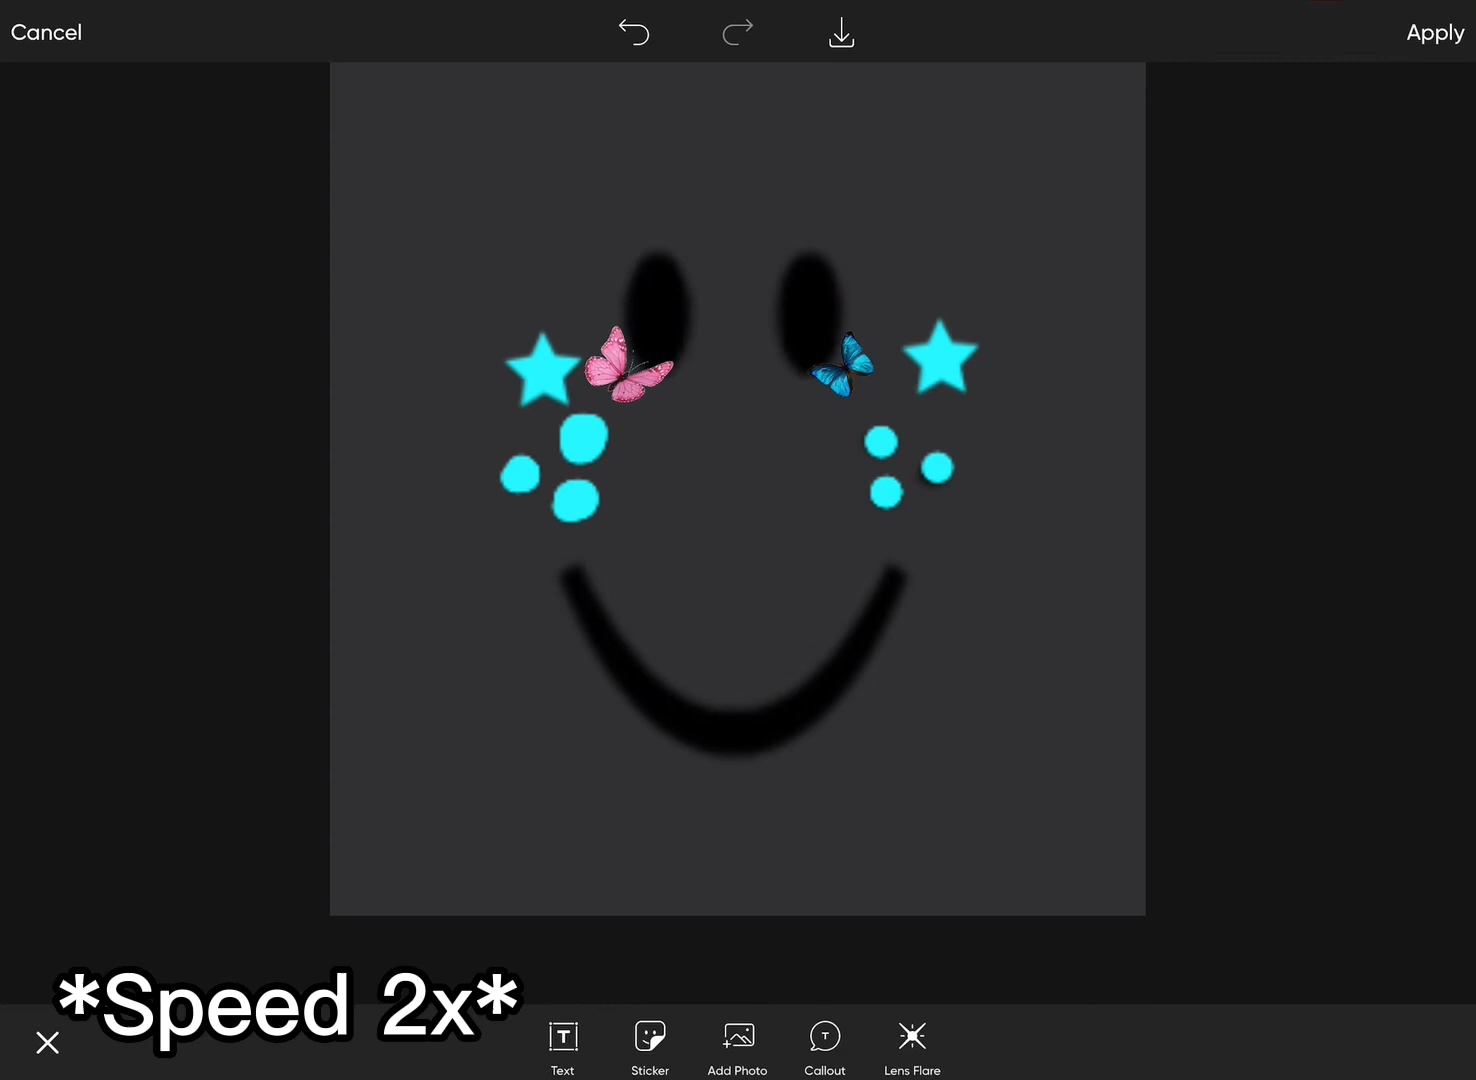 Cancel
Apply
*Speed 2x*
Text
Sticker
Add Photo
Callout
Lens Flare